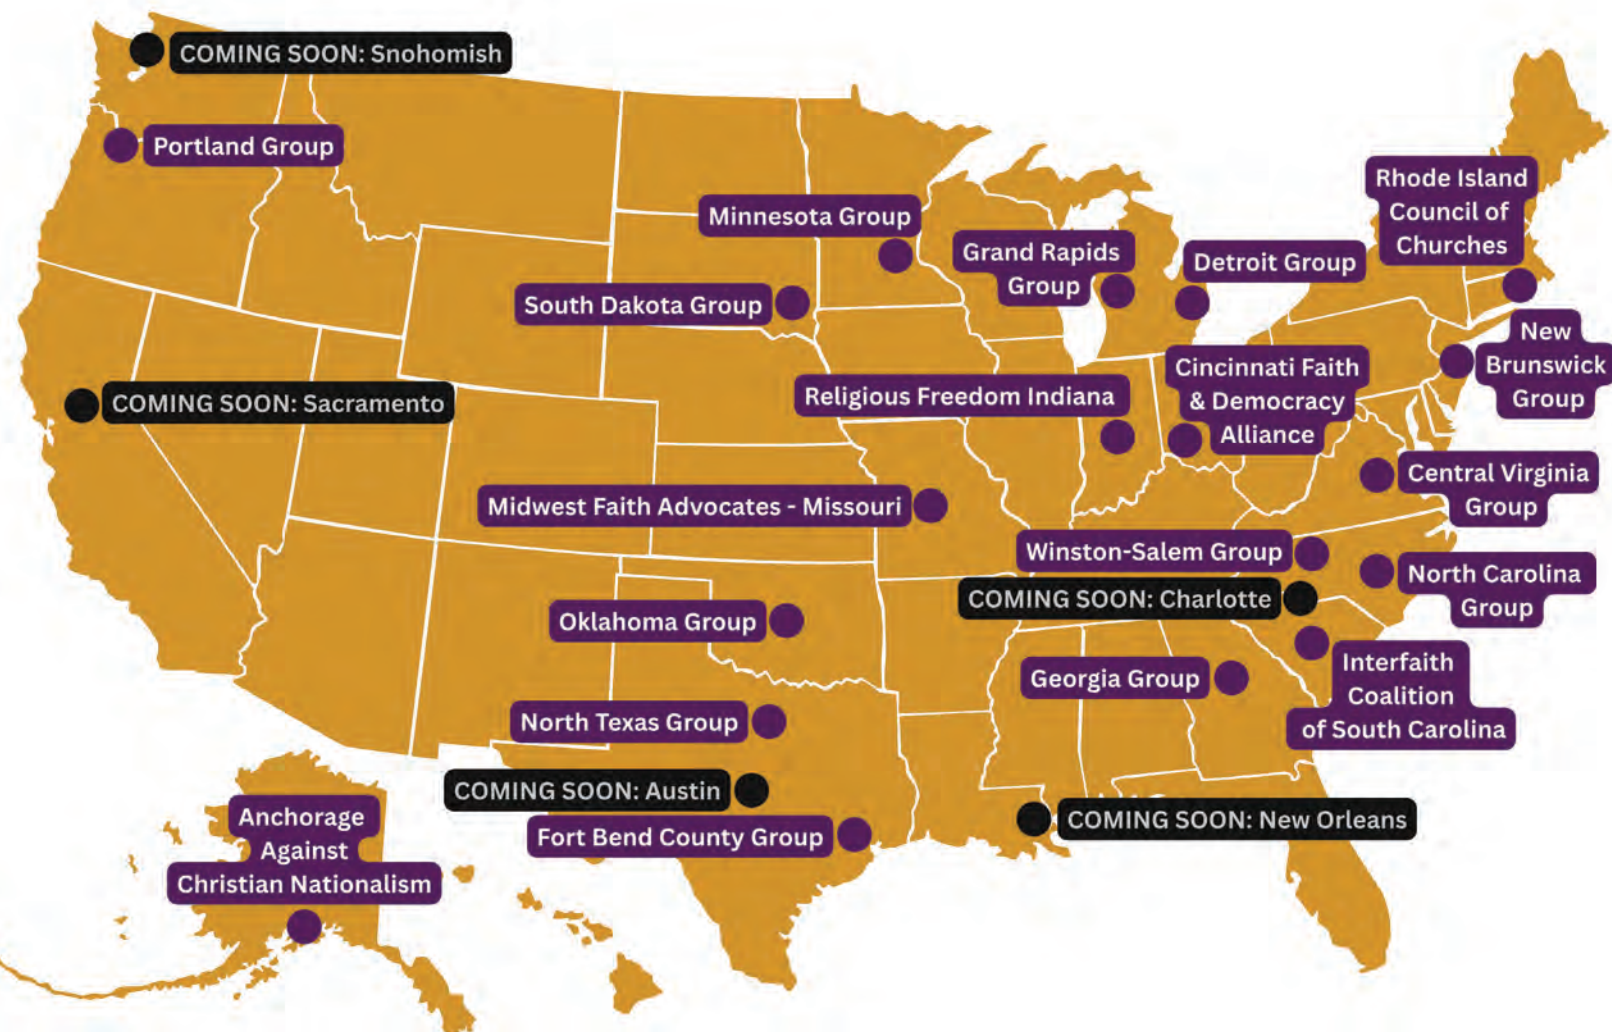 COMING SOON: Snohomish
Portland Group
Rhode Island
Council of
Churches
Minnesota Group
Grand Rapids
Group
Detroit Group
South Dakota Group
New
Brunswick
Group
Cincinnati Faith
& Democracy
Alliance
Religious Freedom Indiana
COMING SOON: Sacramento
Central Virginia
Group
Midwest Faith Advocates - Missouri
Winston-Salem Group
North Carolina
Group
COMING SOON: Charlotte
Oklahoma Group
Interfaith
Coalition
of South Carolina
Georgia Group
North Texas Group
COMING SOON: Austin
COMING SOON: New Orleans
Fort Bend County Group
Anchorage
Against
Christian Nationalism